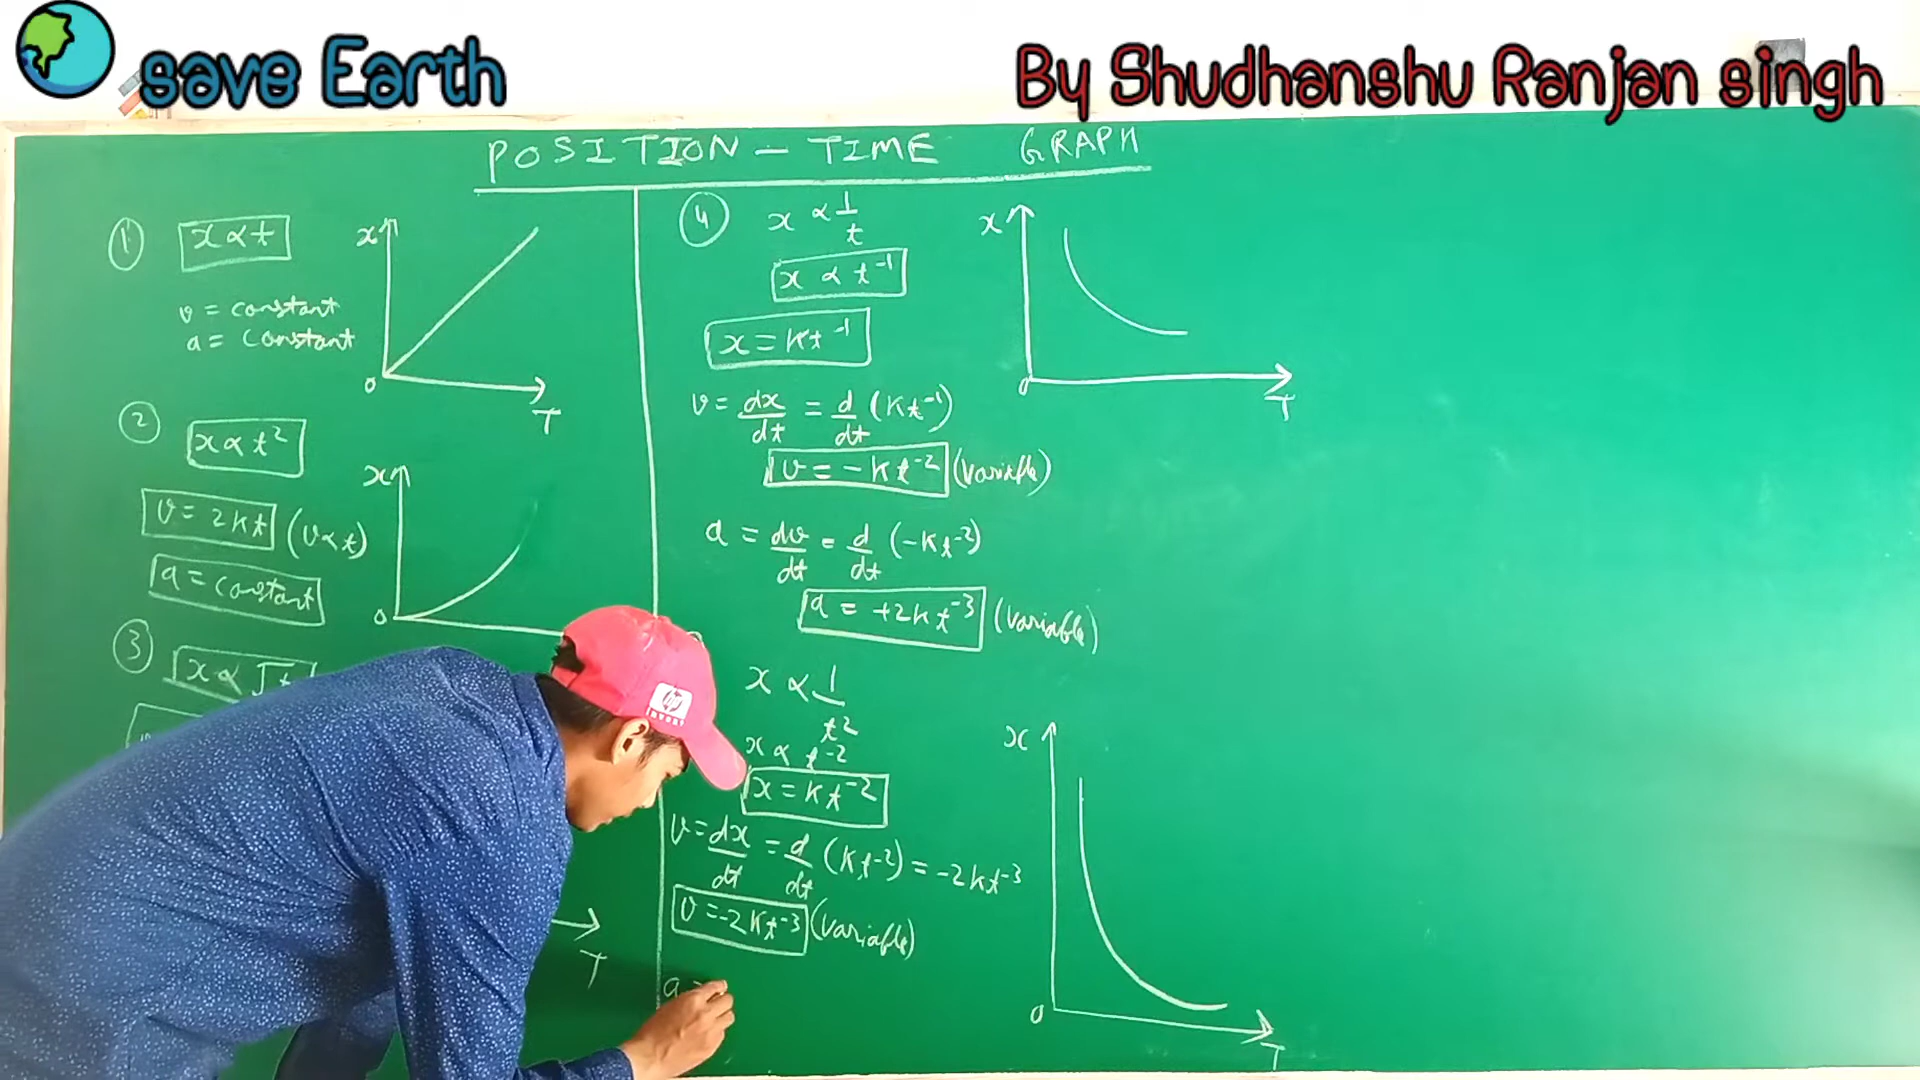 save Earth
By Shudhanshu Ranjan singh
POSITION - TIME GRAPH
① x ∝ t
v = constant
a = constant
x
0
T
② x ∝ t²
v = 2kt (v ∝ t)
a = constant
x
0
③ x ∝ √t
T
④ x ∝ 1/t
x ∝ t⁻¹
x = kt⁻¹
v = dx/dt = d/dt (kt⁻¹)
v = -kt⁻² (variable)
a = dv/dt = d/dt (-kt⁻²)
a = +2kt⁻³ (variable)
x
0
T
x ∝ 1/t²
x ∝ t⁻²
x = kt⁻²
v = dx/dt = d/dt (kt⁻²) = -2kt⁻³
v = -2kt⁻³ (variable)
a =
x
0
T
hp